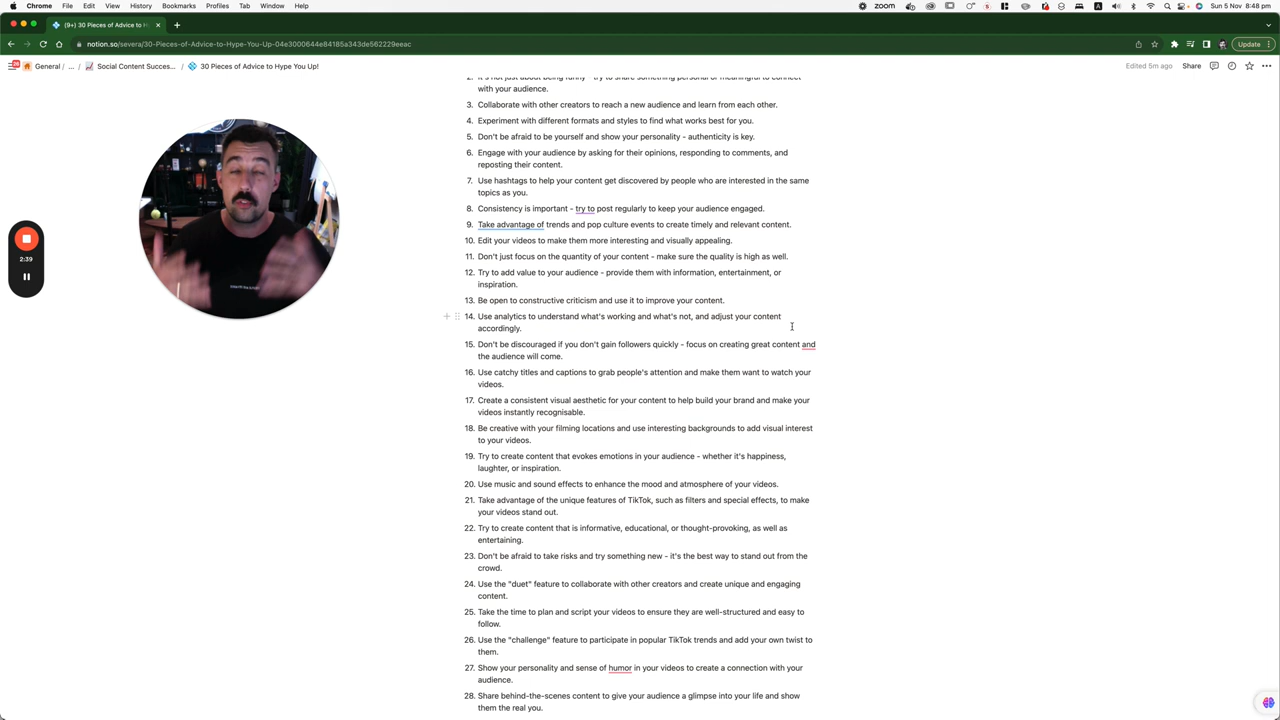 Chrome File Edit View History Bookmarks Profiles Tab Window Help
zoom
Sun 5 Nov 8:48 pm
(9+) 30 Pieces of Advice to H
notion.so/severa/30-Pieces-of-Advice-to-Hype-You-Up-04e3000644e84185a343de562229eeac
Update
General / ... / Social Content Succes... / 30 Pieces of Advice to Hype You Up!
Edited 5m ago Share
2. It's not just about being funny - try to share something personal or meaningful to connect
with your audience.
3. Collaborate with other creators to reach a new audience and learn from each other.
4. Experiment with different formats and styles to find what works best for you.
5. Don't be afraid to be yourself and show your personality - authenticity is key.
6. Engage with your audience by asking for their opinions, responding to comments, and
reposting their content.
7. Use hashtags to help your content get discovered by people who are interested in the same
topics as you.
8. Consistency is important - try to post regularly to keep your audience engaged.
9. Take advantage of trends and pop culture events to create timely and relevant content.
10. Edit your videos to make them more interesting and visually appealing.
11. Don't just focus on the quantity of your content - make sure the quality is high as well.
12. Try to add value to your audience - provide them with information, entertainment, or
inspiration.
13. Be open to constructive criticism and use it to improve your content.
14. Use analytics to understand what's working and what's not, and adjust your content
accordingly.
15. Don't be discouraged if you don't gain followers quickly - focus on creating great content and
the audience will come.
16. Use catchy titles and captions to grab people's attention and make them want to watch your
videos.
17. Create a consistent visual aesthetic for your content to help build your brand and make your
videos instantly recognisable.
18. Be creative with your filming locations and use interesting backgrounds to add visual interest
to your videos.
19. Try to create content that evokes emotions in your audience - whether it's happiness,
laughter, or inspiration.
20. Use music and sound effects to enhance the mood and atmosphere of your videos.
21. Take advantage of the unique features of TikTok, such as filters and special effects, to make
your videos stand out.
22. Try to create content that is informative, educational, or thought-provoking, as well as
entertaining.
23. Don't be afraid to take risks and try something new - it's the best way to stand out from the
crowd.
24. Use the "duet" feature to collaborate with other creators and create unique and engaging
content.
25. Take the time to plan and script your videos to ensure they are well-structured and easy to
follow.
26. Use the "challenge" feature to participate in popular TikTok trends and add your own twist to
them.
27. Show your personality and sense of humor in your videos to create a connection with your
audience.
28. Share behind-the-scenes content to give your audience a glimpse into your life and show
them the real you.
2:39